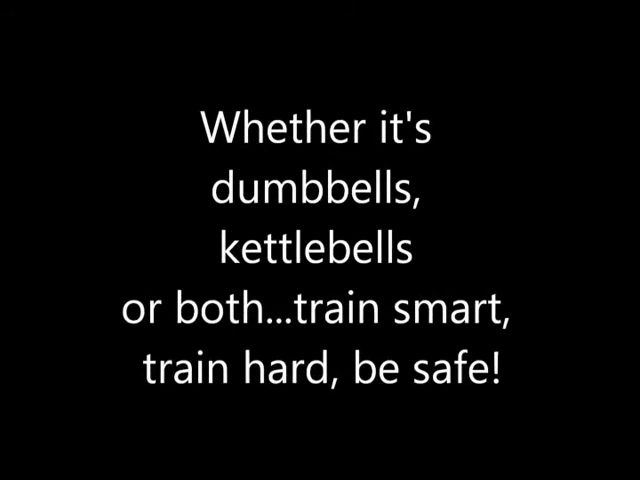 Whether it's
dumbbells,
kettlebells
or both...train smart,
train hard, be safe!